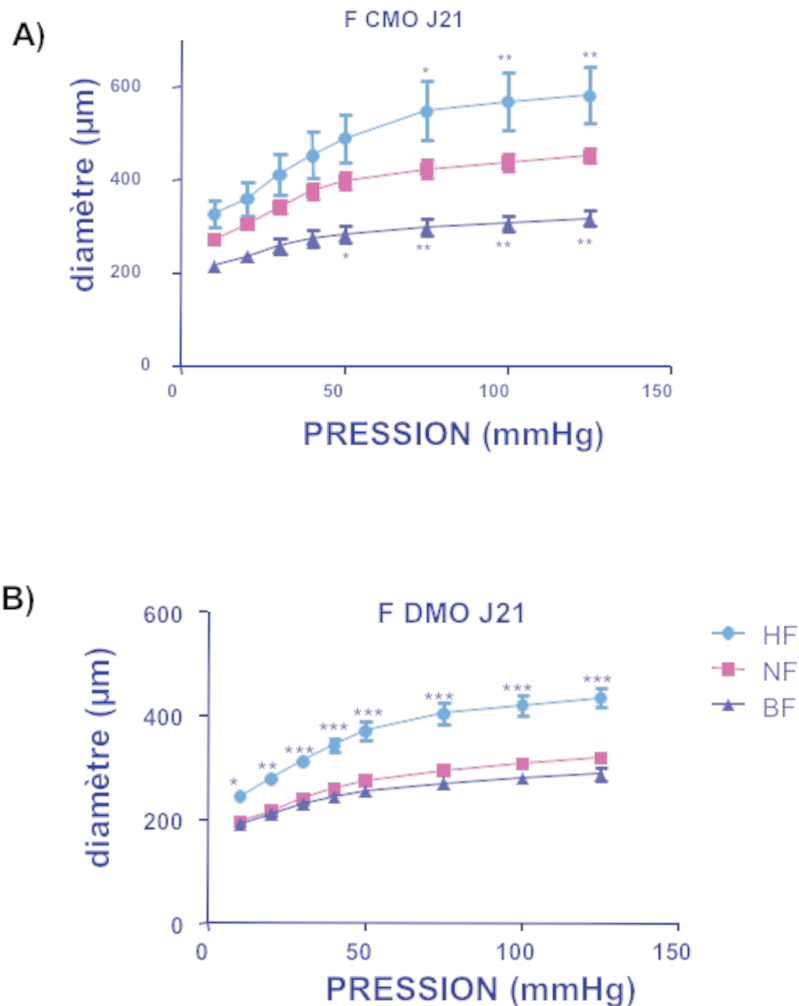 A)
F CMO J21
diamètre (µm)
600
400
200
0
*
**
**
*
**
**
**
0
50
100
150
PRESSION (mmHg)
B)
F DMO J21
diamètre (µm)
600
400
200
0
*
**
***
***
***
***
***
***
HF
NF
BF
0
50
100
150
PRESSION (mmHg)